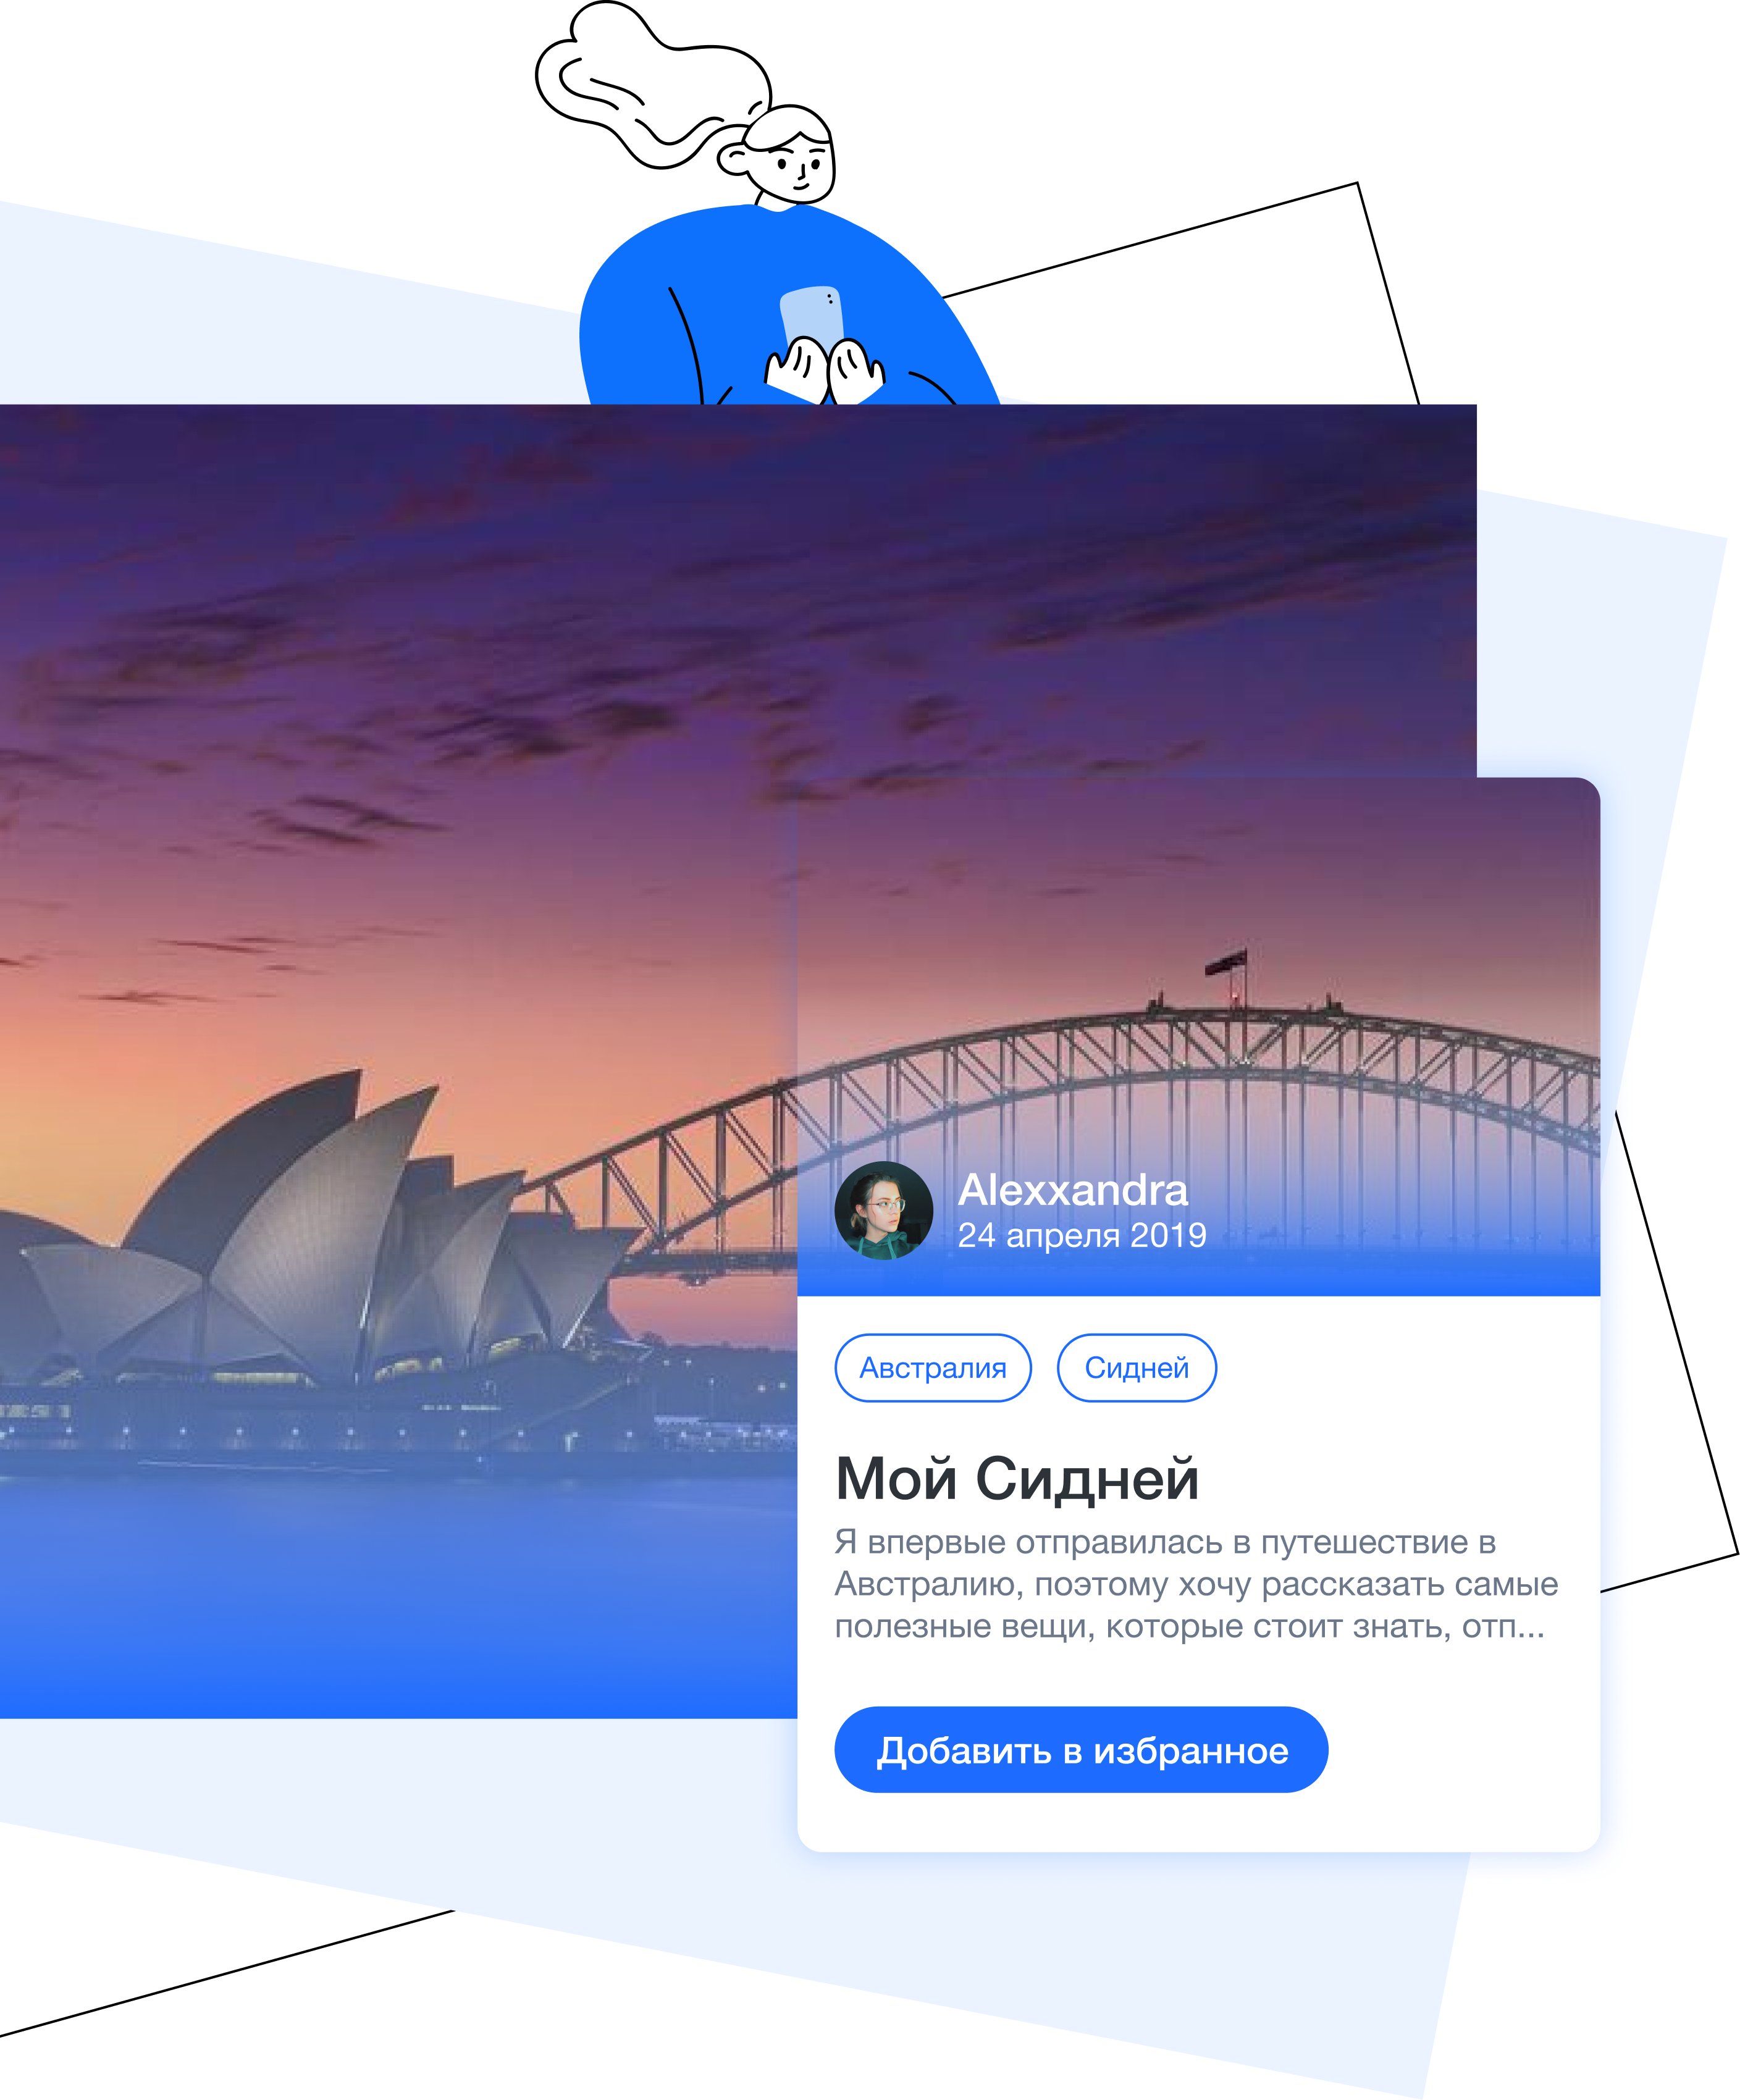 Alexxandra
24 апреля 2019
Австралия
Сидней
Мой Сидней
Я впервые отправилась в путешествие в
Австралию, поэтому хочу рассказать самые
полезные вещи, которые стоит знать, отп...
Добавить в избранное